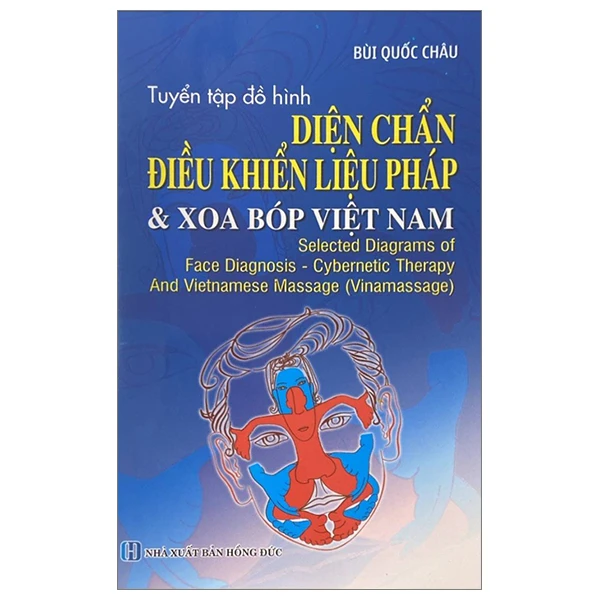 BÙI QUỐC CHÂU
Tuyển tập đồ hình
DIỆN CHẨN
ĐIỀU KHIỂN LIỆU PHÁP
& XOA BÓP VIỆT NAM
Selected Diagrams of
Face Diagnosis - Cybernetic Therapy
And Vietnamese Massage (Vinamassage)
NHÀ XUẤT BẢN HỒNG ĐỨC